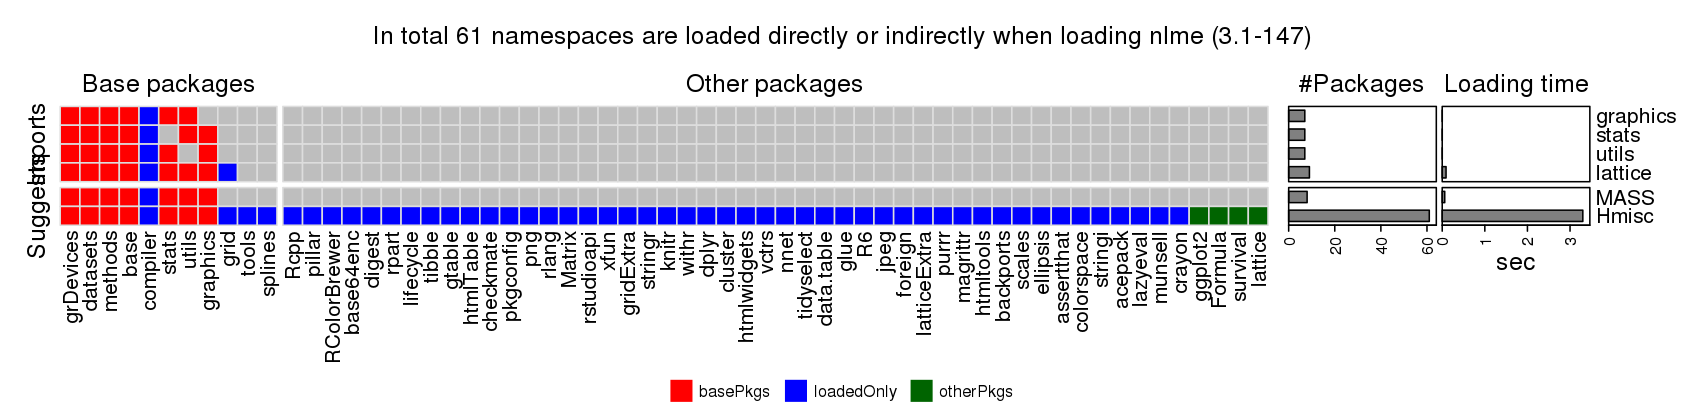 In total 61 namespaces are loaded directly or indirectly when loading nlme (3.1-147)
Base packages
Other packages
#Packages
Loading time
Imports
Suggests
graphics
stats
utils
lattice
MASS
Hmisc
grDevices
datasets
methods
base
compiler
stats
utils
graphics
grid
tools
splines
Rcpp
pillar
RColorBrewer
base64enc
digest
rpart
lifecycle
tibble
gtable
htmlTable
checkmate
pkgconfig
png
rlang
Matrix
rstudioapi
xfun
gridExtra
stringr
knitr
withr
dplyr
cluster
htmlwidgets
vctrs
nnet
tidyselect
data.table
glue
R6
jpeg
foreign
latticeExtra
purrr
magrittr
htmltools
backports
scales
ellipsis
assertthat
colorspace
stringi
acepack
lazyeval
munsell
crayon
ggplot2
Formula
survival
lattice
0 20 40 60
0 1 2 3
sec
basePkgs loadedOnly otherPkgs